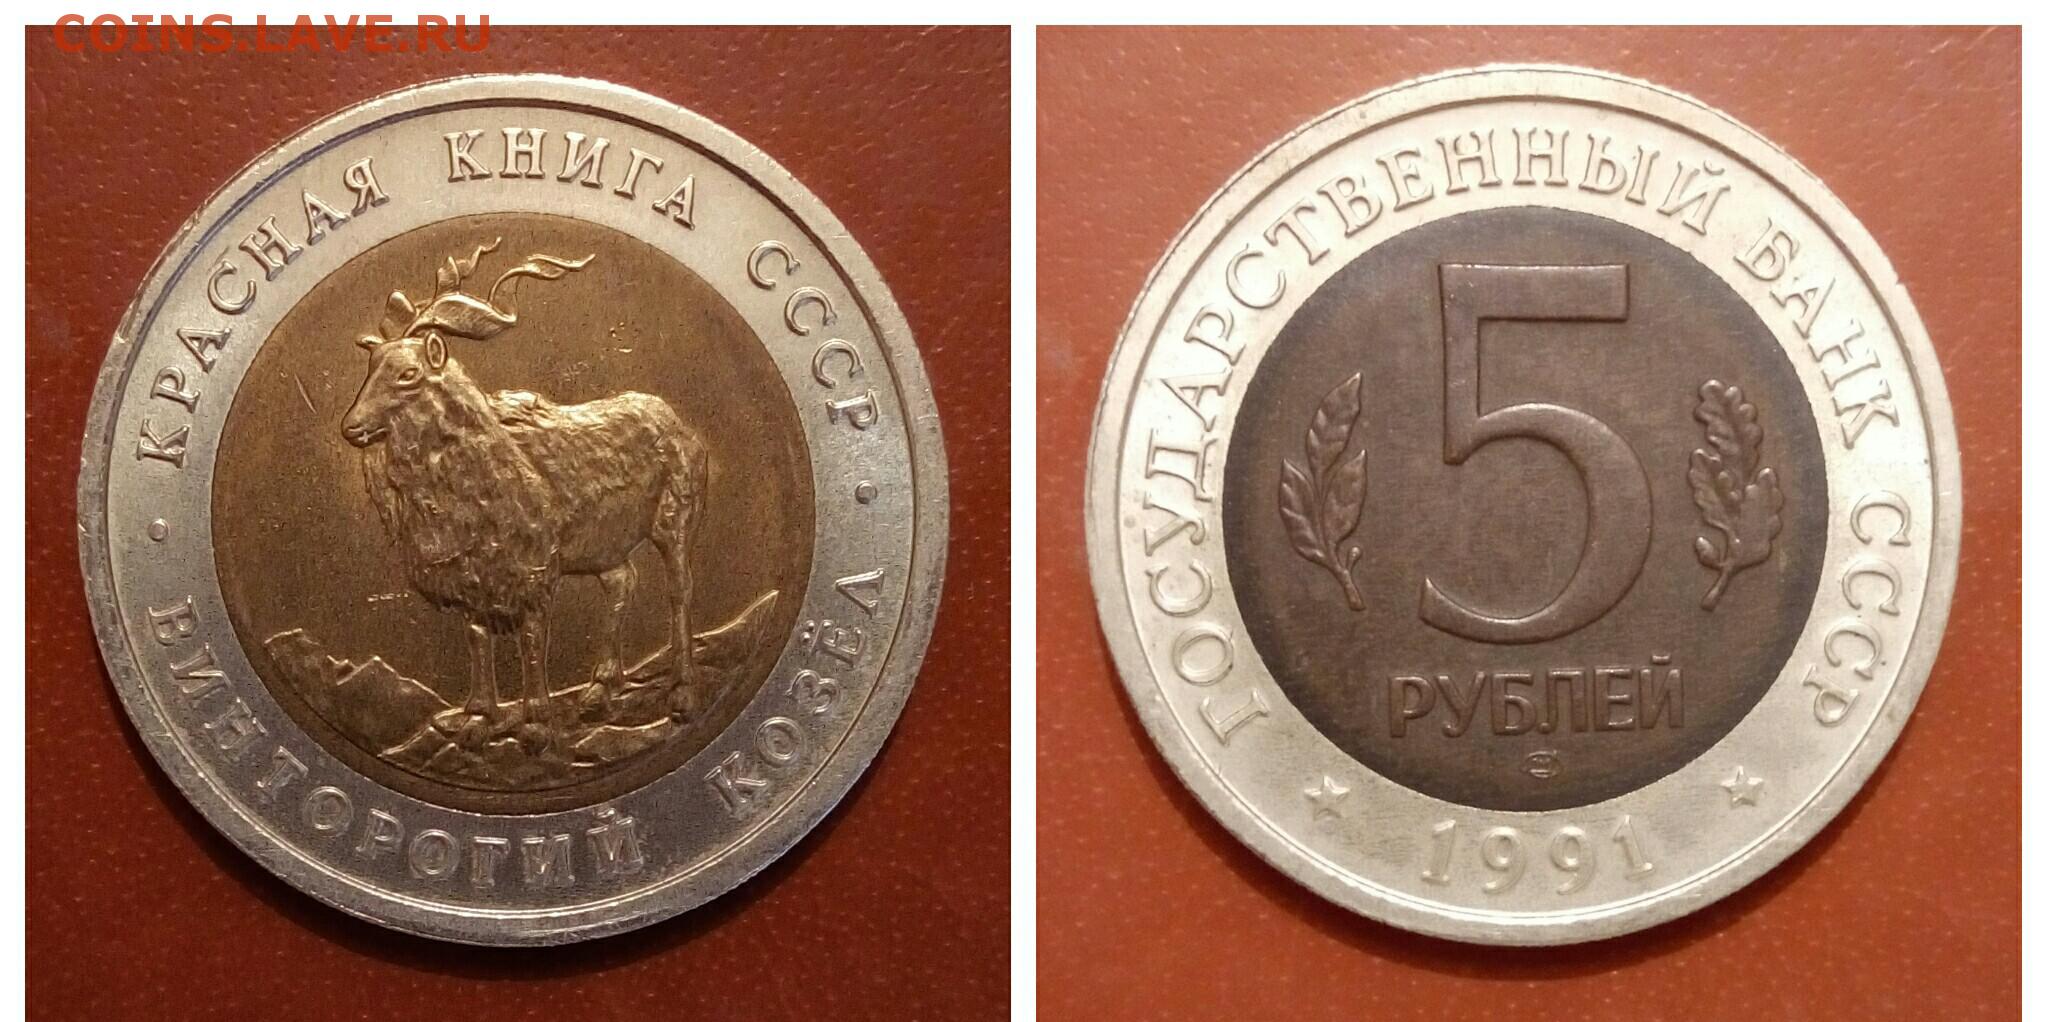 COINS.LAVE.RU
КРАСНАЯ КНИГА СССР
ВИНТОРОГИЙ КОЗЁЛ
ГОСУДАРСТВЕННЫЙ БАНК СССР
5
РУБЛЕЙ
1991